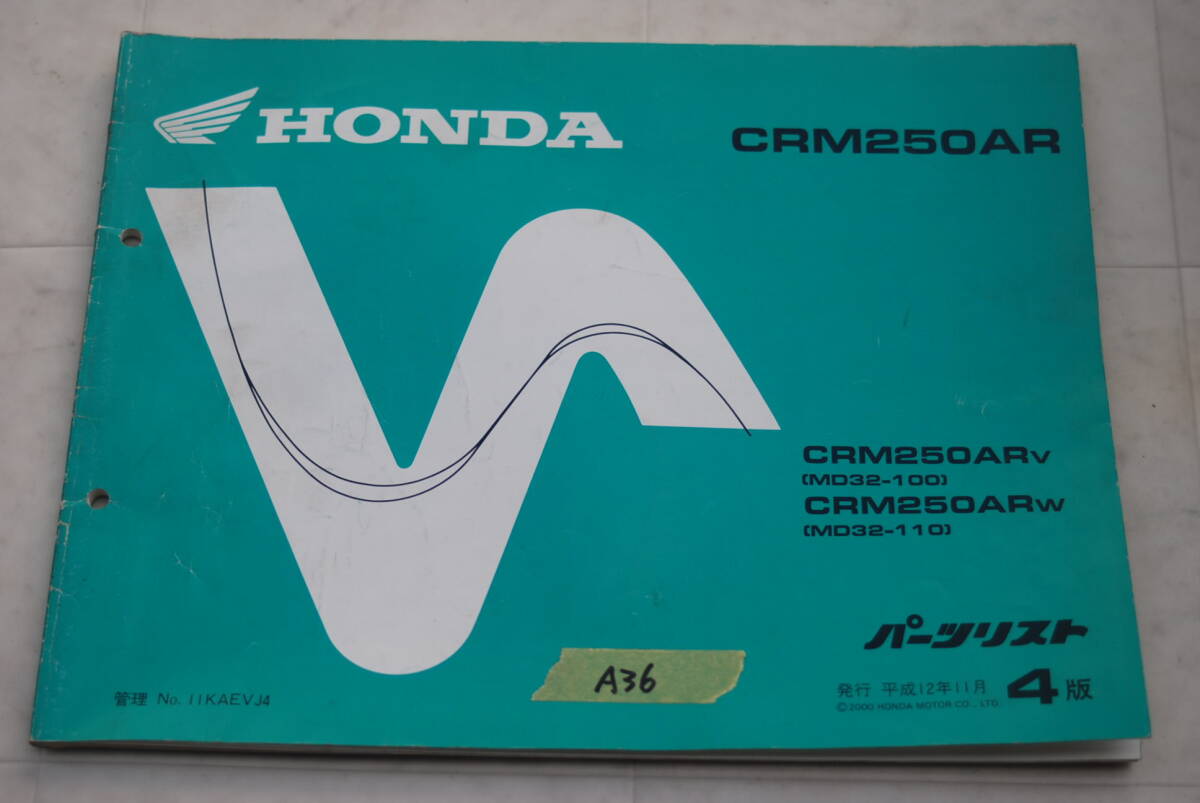 HONDA
CRM250AR
CRM250ARV
(MD32-100)
CRM250ARW
(MD32-110)
パーツリスト
A36
管理 No. 11KAEVJ4
発行 平成12年11月 4版
©2000 HONDA MOTOR CO., LTD.